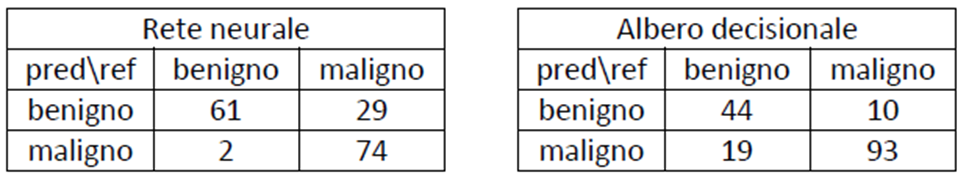 Rete neurale
pred\ref benigno maligno
benigno 61 29
maligno 2 74
Albero decisionale
pred\ref benigno maligno
benigno 44 10
maligno 19 93